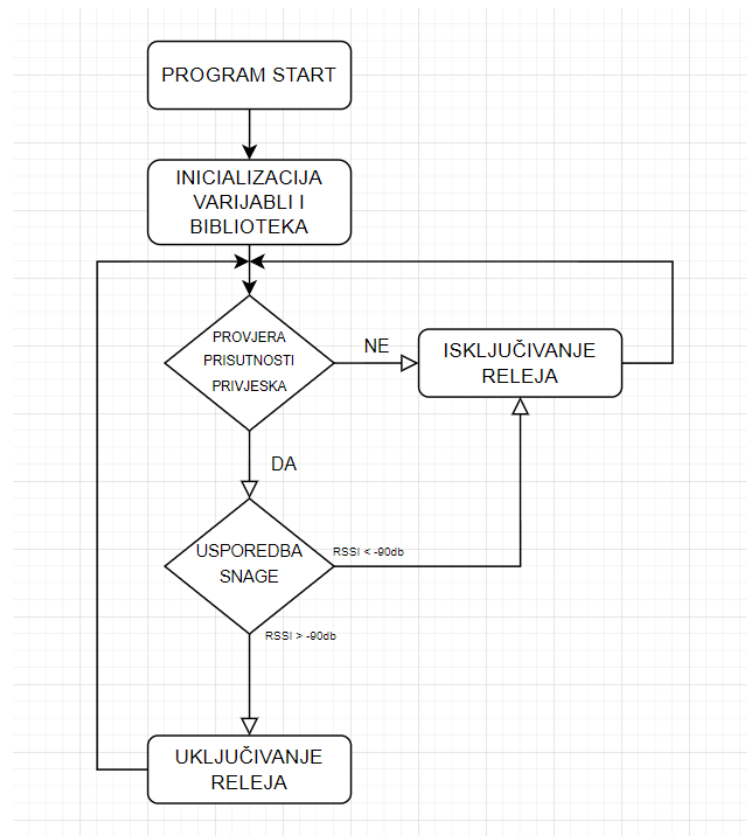 PROGRAM START
INICIALIZACIJA
VARIJABLI I
BIBLIOTEKA
PROVJERA
PRISUTNOSTI
PRIVJESKA
NE
ISKLJUČIVANJE
RELEJA
DA
USPOREDBA
SNAGE
RSSI < -90db
RSSI > -90db
UKLJUČIVANJE
RELEJA